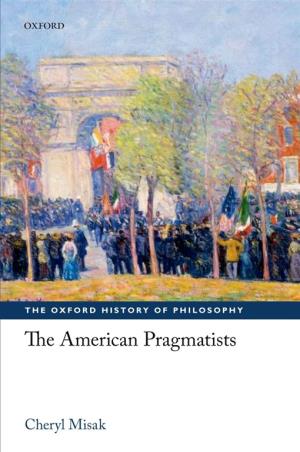 OXFORD
THE OXFORD HISTORY OF PHILOSOPHY
The American Pragmatists
Cheryl Misak